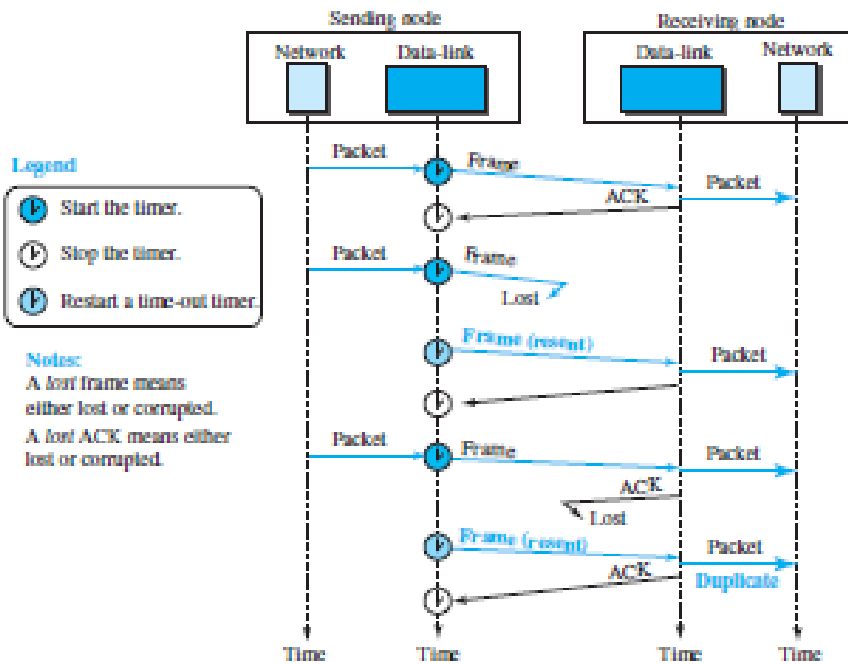 Sending node
Receiving node
Network
Data-link
Data-link
Network
Legend
Start the timer.
Stop the timer.
Restart a time-out timer.
Notes:
A lost frame means
either lost or corrupted.
A lost ACK means either
lost or corrupted.
Packet
Frame
Packet
ACK
Packet
Frame
Lost
Frame (resent)
Packet
Packet
Frame
Packet
ACK
Lost
Frame (resent)
Packet
ACK
Duplicate
Time
Time
Time
Time